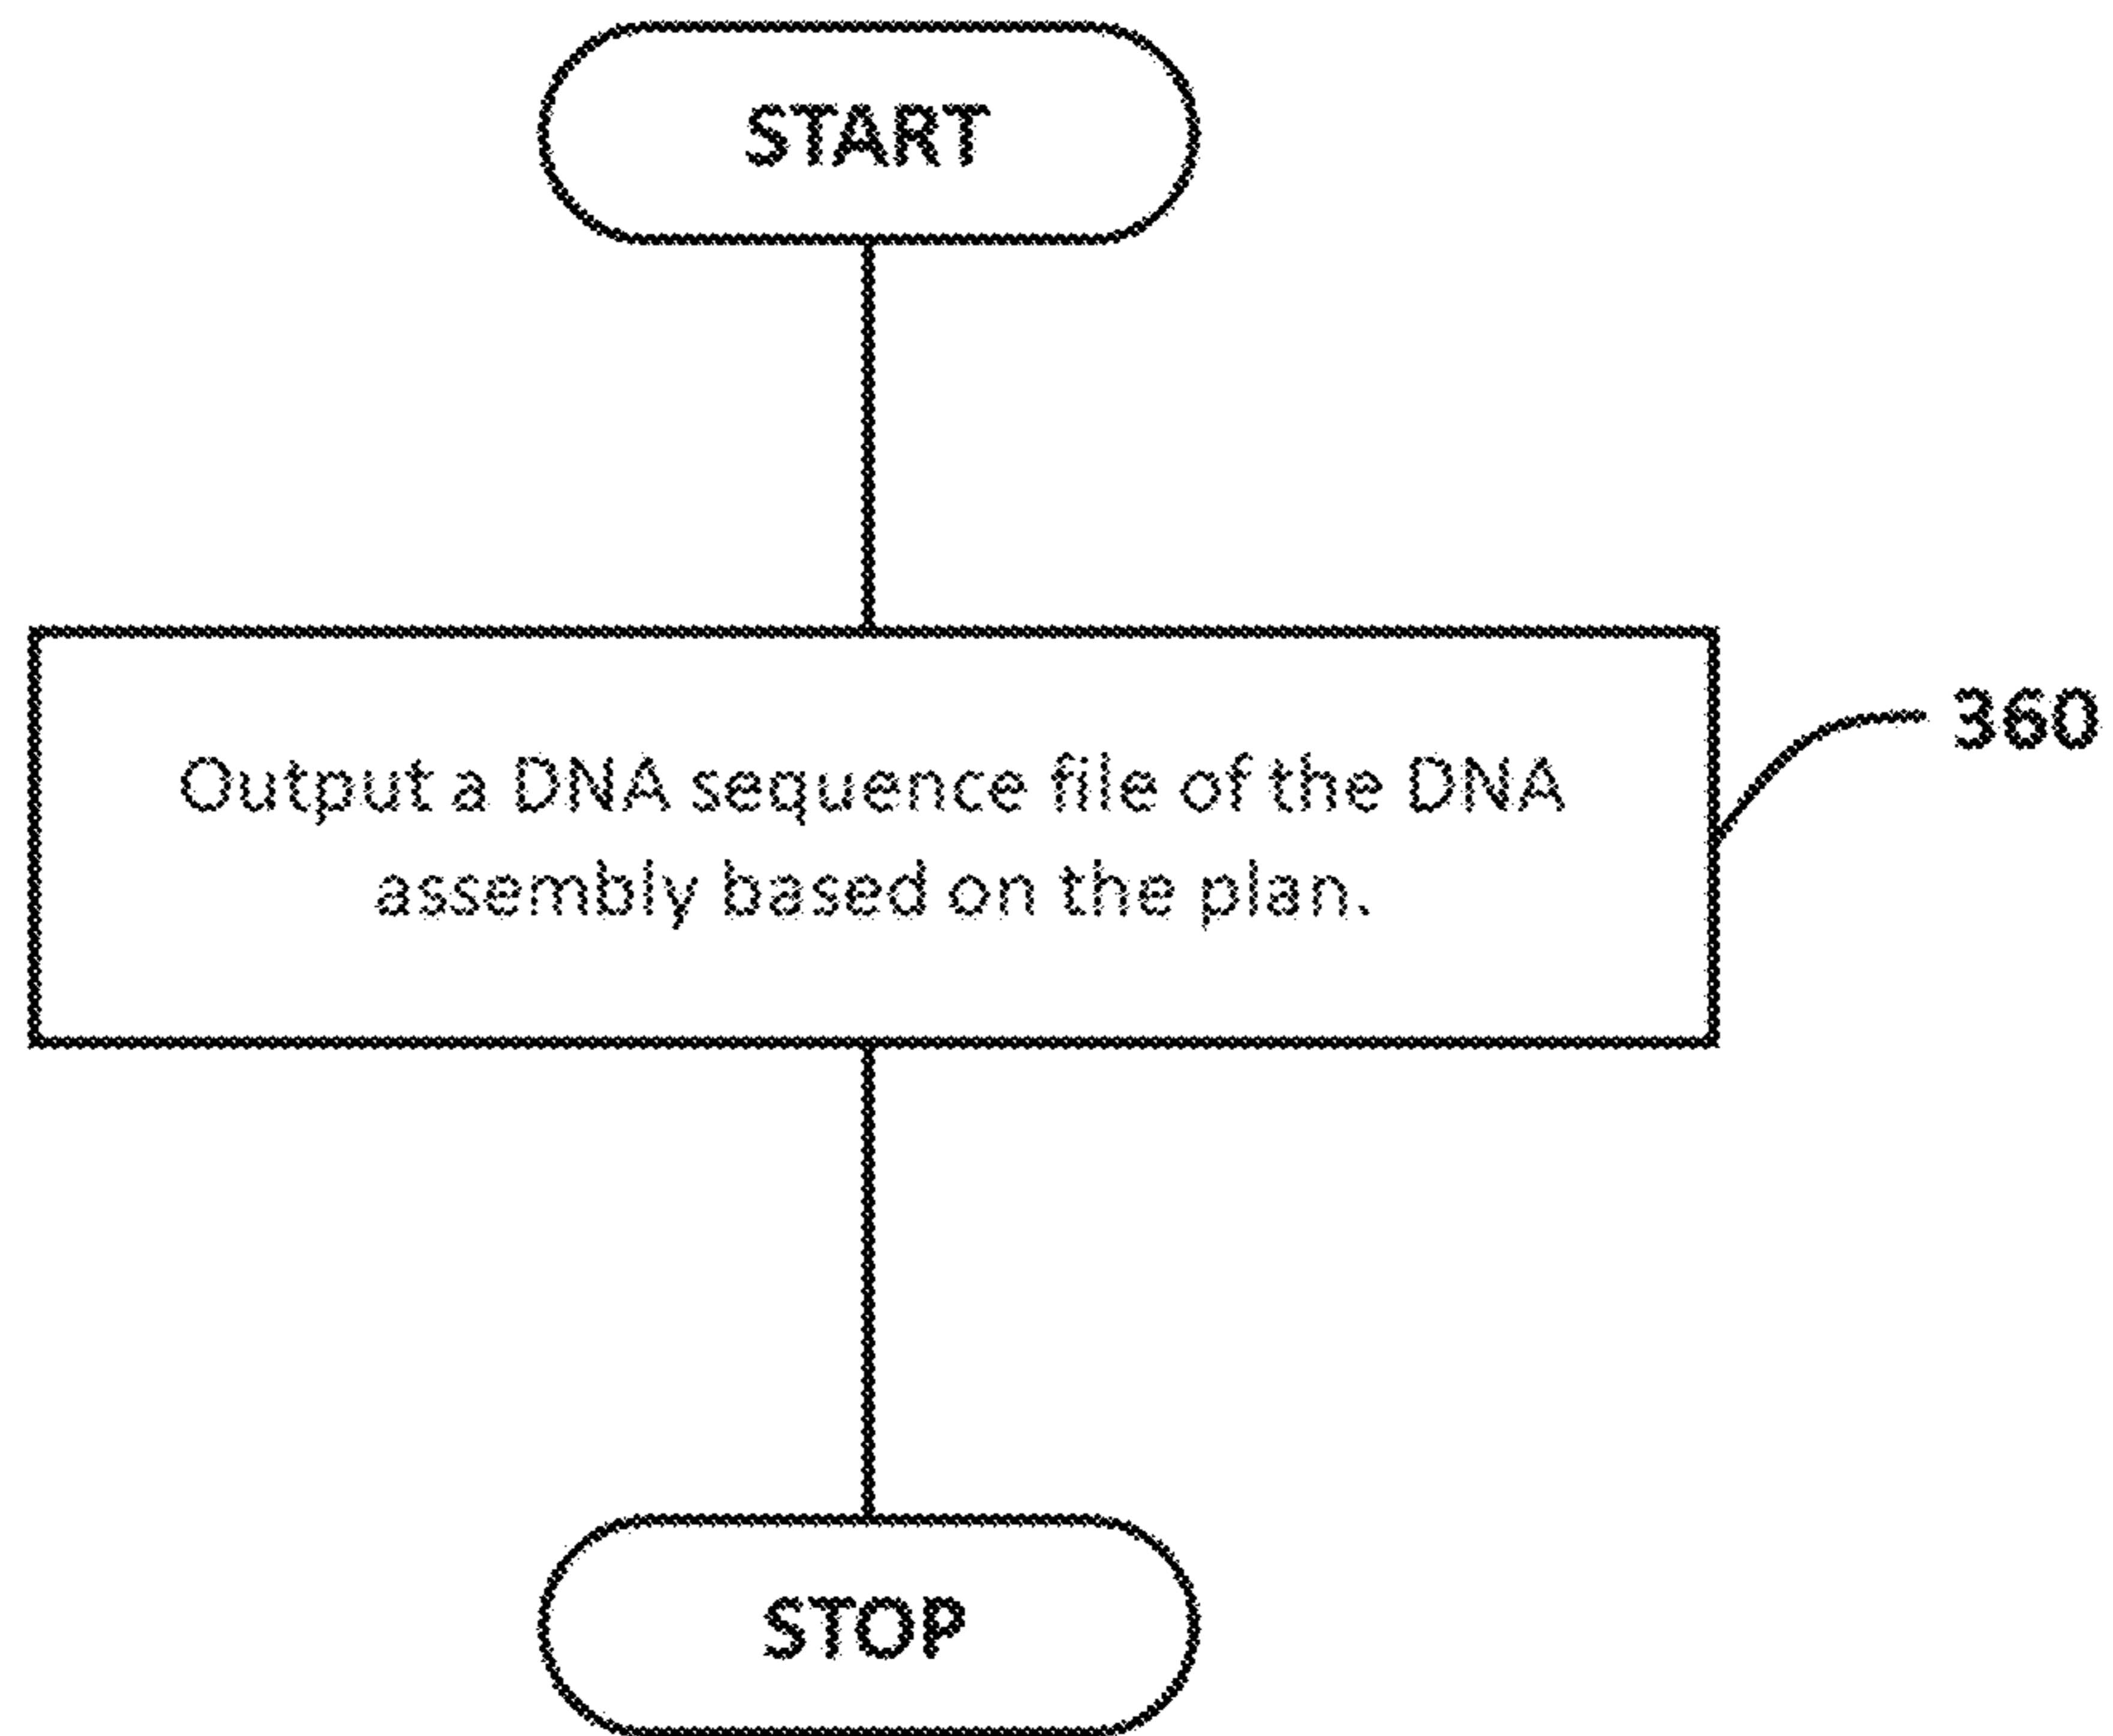 START
360
Output a DNA sequence file of the DNA
assembly based on the plan.
STOP